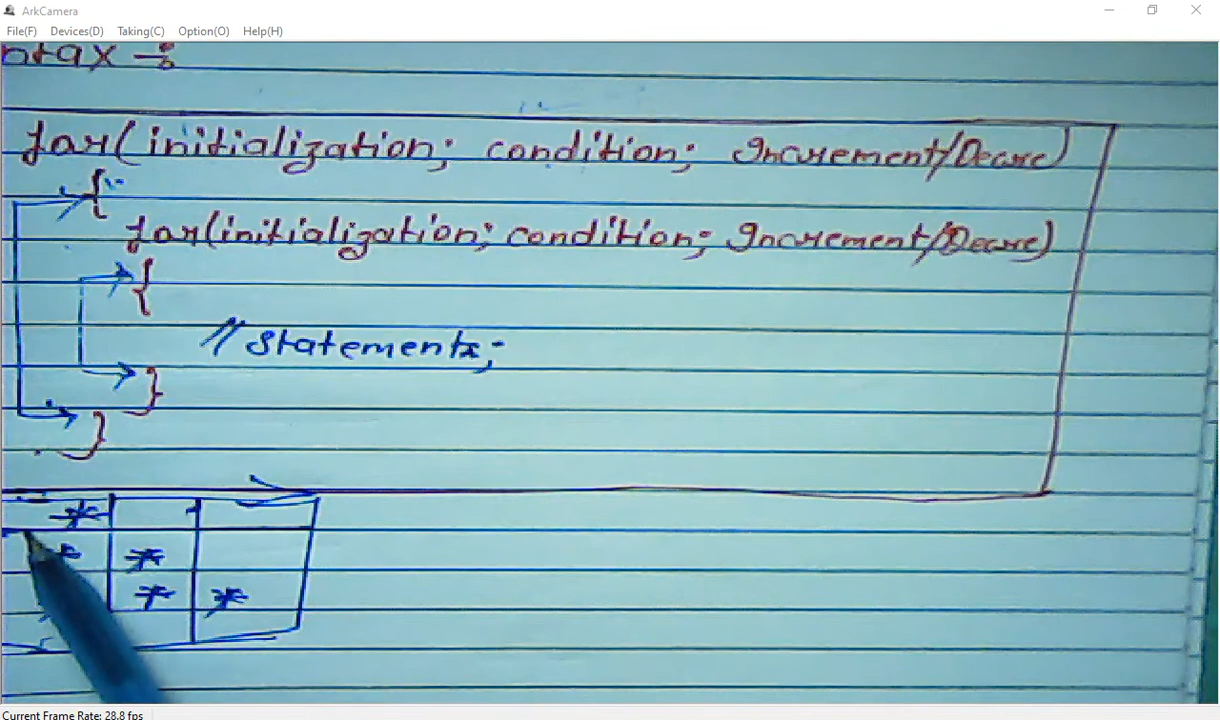 ArkCamera
File(F) Devices(D) Taking(C) Option(O) Help(H)
ntax -:
for(initialization; condition; Increment/Decre)
{
for(initialization; condition; Increment/Decre)
{
// Statements;
}
}
*
* *
* *
Current Frame Rate: 28.8 fps